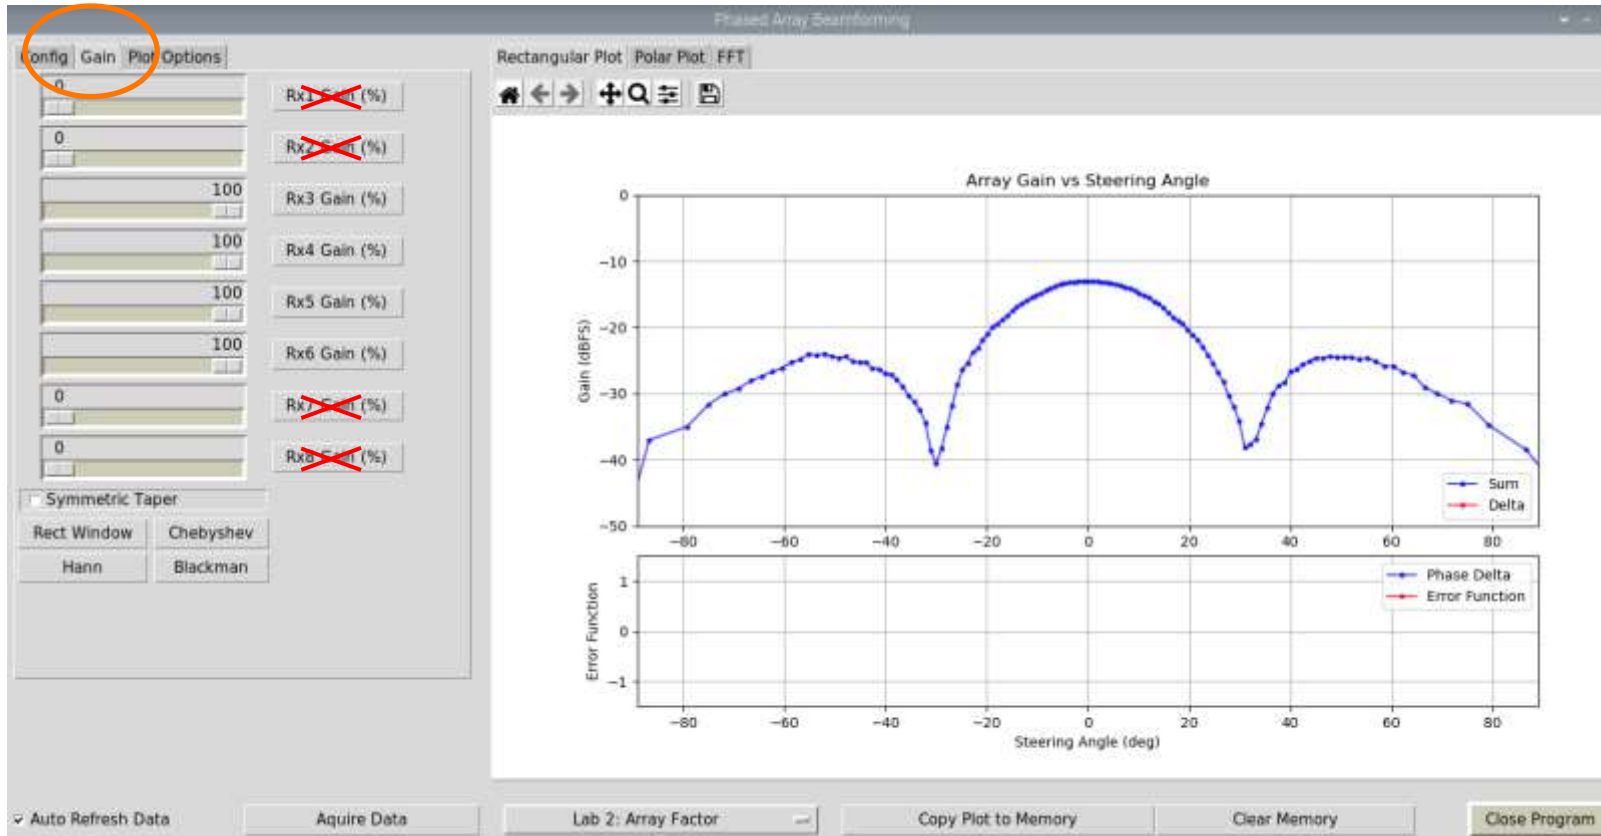 Phased Array Beamforming
Config Gain Plot Options
0
Rx1 Gain (%)
0
Rx2 Gain (%)
100
Rx3 Gain (%)
100
Rx4 Gain (%)
100
Rx5 Gain (%)
100
Rx6 Gain (%)
0
Rx7 Gain (%)
0
Rx8 Gain (%)
Symmetric Taper
Rect Window Chebyshev
Hann Blackman
Rectangular Plot Polar Plot FFT
Array Gain vs Steering Angle
Gain (dBFS)
0
−10
−20
−30
−40
−50
Sum
Delta
−80 −60 −40 −20 0 20 40 60 80
Error Function
1
0
−1
Phase Delta
Error Function
−80 −60 −40 −20 0 20 40 60 80
Steering Angle (deg)
Auto Refresh Data Aquire Data Lab 2: Array Factor Copy Plot to Memory Clear Memory Close Program